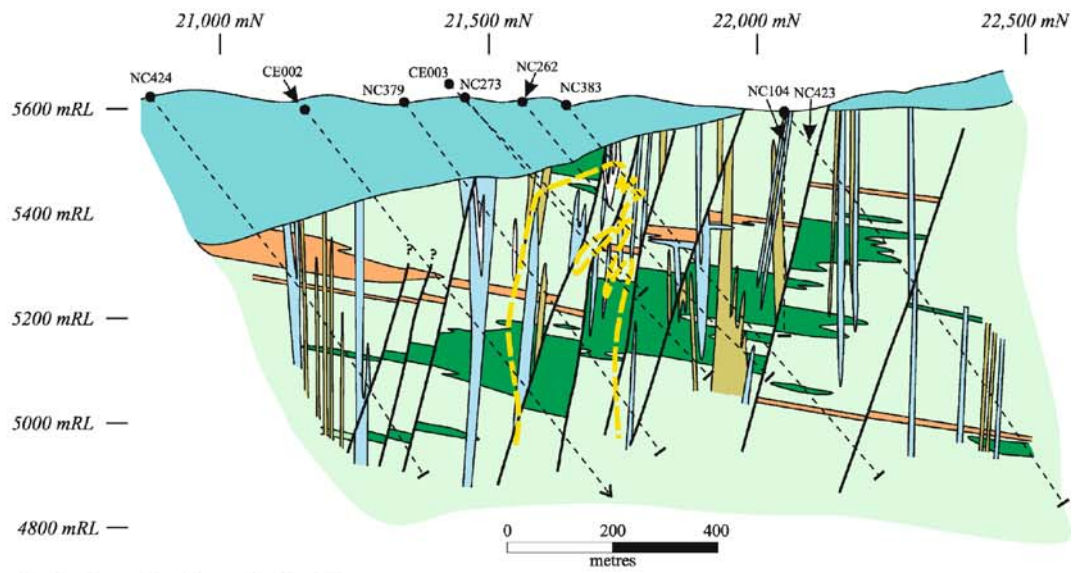 21,000 mN 21,500 mN 22,000 mN 22,500 mN
NC424 CE002 NC379 CE003 NC273 NC262 NC383 NC104 NC423
5600 mRL
5400 mRL
? ?
5200 mRL
5000 mRL
4800 mRL
0 200 400
metres